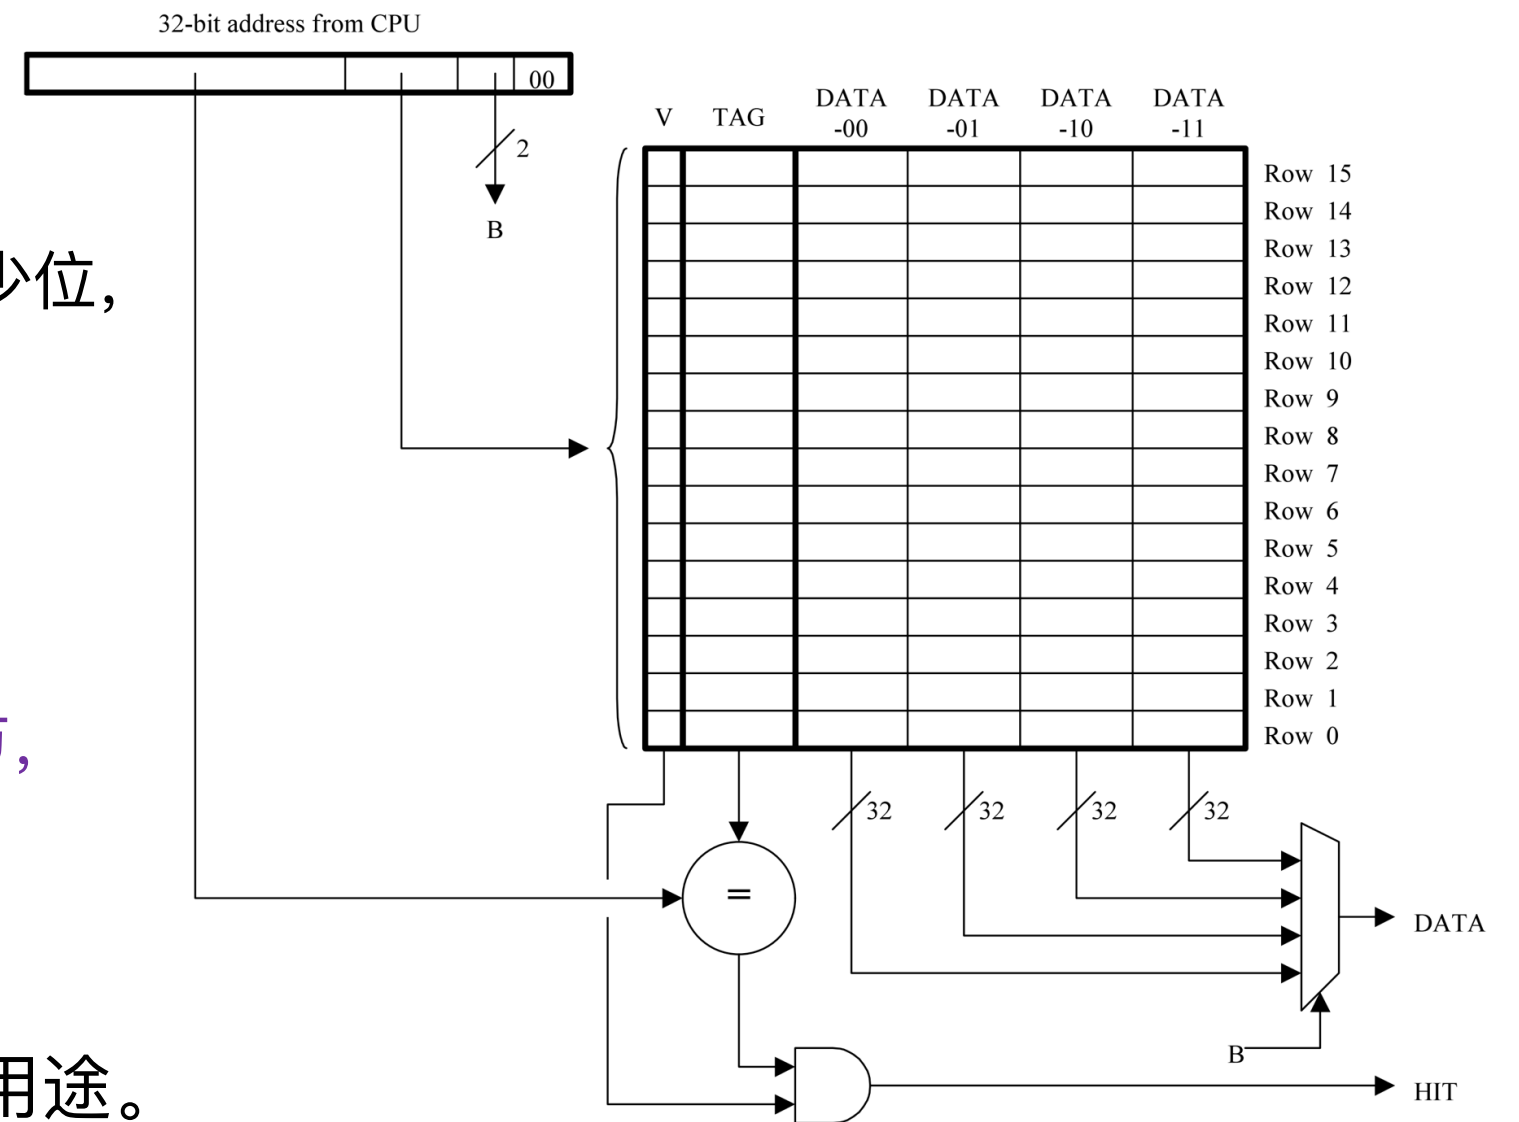 32-bit address from CPU
00
2
B
少位,
V TAG DATA -00 DATA -01 DATA -10 DATA -11
Row 15
Row 14
Row 13
Row 12
Row 11
Row 10
Row 9
Row 8
Row 7
Row 6
Row 5
Row 4
Row 3
Row 2
Row 1
Row 0
32 32 32 32
=
DATA
B
HIT
用途。